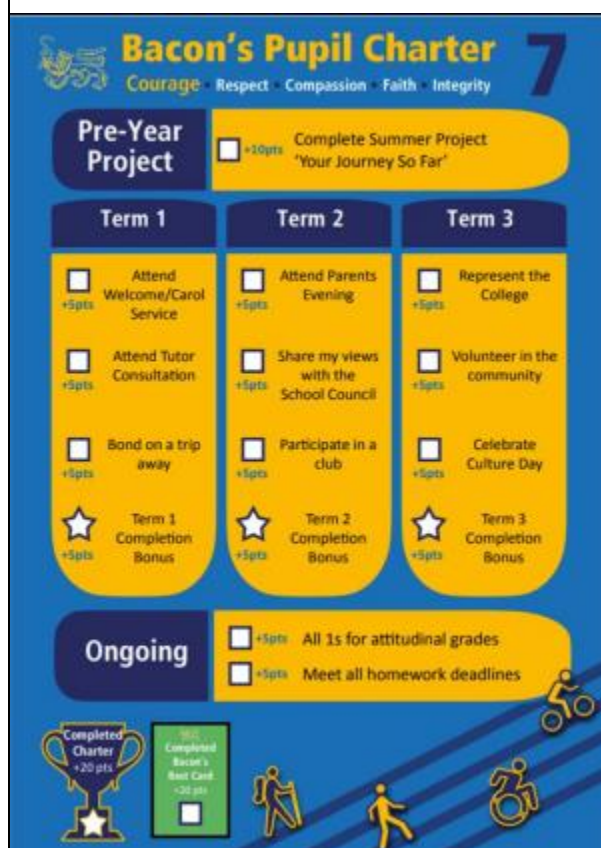 Bacon's Pupil Charter
7
Courage Respect Compassion Faith Integrity
Pre-Year
Project
+10pts
Complete Summer Project
'Your Journey So Far'
Term 1
+5pts
Attend
Welcome/Carol
Service
+5pts
Attend Tutor
Consultation
+5pts
Bond on a trip
away
+5pts
Term 1
Completion
Bonus
Term 2
+5pts
Attend Parents
Evening
+5pts
Share my views
with the
School Council
+5pts
Participate in a
club
+5pts
Term 2
Completion
Bonus
Term 3
+5pts
Represent the
College
+5pts
Volunteer in the
community
+5pts
Celebrate
Culture Day
+5pts
Term 3
Completion
Bonus
Ongoing
+5pts All 1s for attitudinal grades
+5pts Meet all homework deadlines
Completed
Charter
+20 pts
Completed
Bacon's
Card
+20 pts